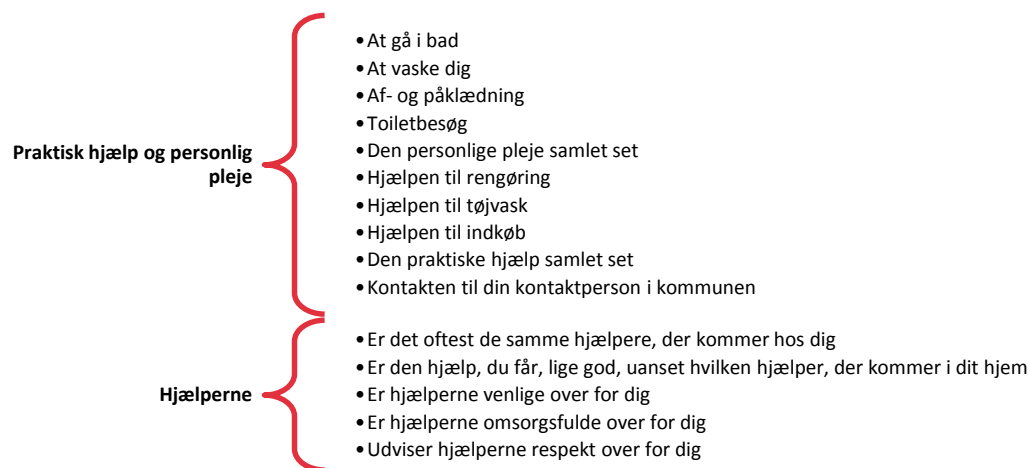 Praktisk hjælp og personlig
pleje
•At gå i bad
•At vaske dig
•Af- og påklædning
•Toiletbesøg
•Den personlige pleje samlet set
•Hjælpen til rengøring
•Hjælpen til tøjvask
•Hjælpen til indkøb
•Den praktiske hjælp samlet set
•Kontakten til din kontaktperson i kommunen
Hjælperne
•Er det oftest de samme hjælpere, der kommer hos dig
•Er den hjælp, du får, lige god, uanset hvilken hjælper, der kommer i dit hjem
•Er hjælperne venlige over for dig
•Er hjælperne omsorgsfulde over for dig
•Udviser hjælperne respekt over for dig